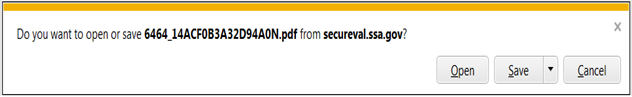 Do you want to open or save 6464_14ACF0B3A32D94A0N.pdf from secureval.ssa.gov?
x
Open
Save
Cancel